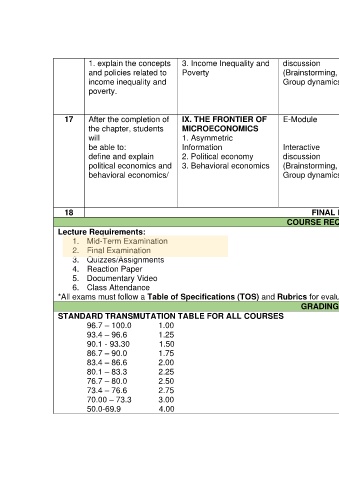 1. explain the concepts
and policies related to
income inequality and
poverty.
3. Income Inequality and
Poverty
discussion
(Brainstorming,
Group dynamics
17
After the completion of
the chapter, students
will
be able to:
define and explain
political economics and
behavioral economics/
IX. THE FRONTIER OF
MICROECONOMICS
1. Asymmetric
Information
2. Political economy
3. Behavioral economics
E-Module
Interactive
discussion
(Brainstorming,
Group dynamics
18
FINAL
COURSE REQ
Lecture Requirements:
1. Mid-Term Examination
2. Final Examination
3. Quizzes/Assignments
4. Reaction Paper
5. Documentary Video
6. Class Attendance
*All exams must follow a Table of Specifications (TOS) and Rubrics for evalu
GRADING
STANDARD TRANSMUTATION TABLE FOR ALL COURSES
96.7 – 100.0 1.00
93.4 – 96.6 1.25
90.1 - 93.30 1.50
86.7 – 90.0 1.75
83.4 – 86.6 2.00
80.1 – 83.3 2.25
76.7 – 80.0 2.50
73.4 – 76.6 2.75
70.00 – 73.3 3.00
50.0-69.9 4.00